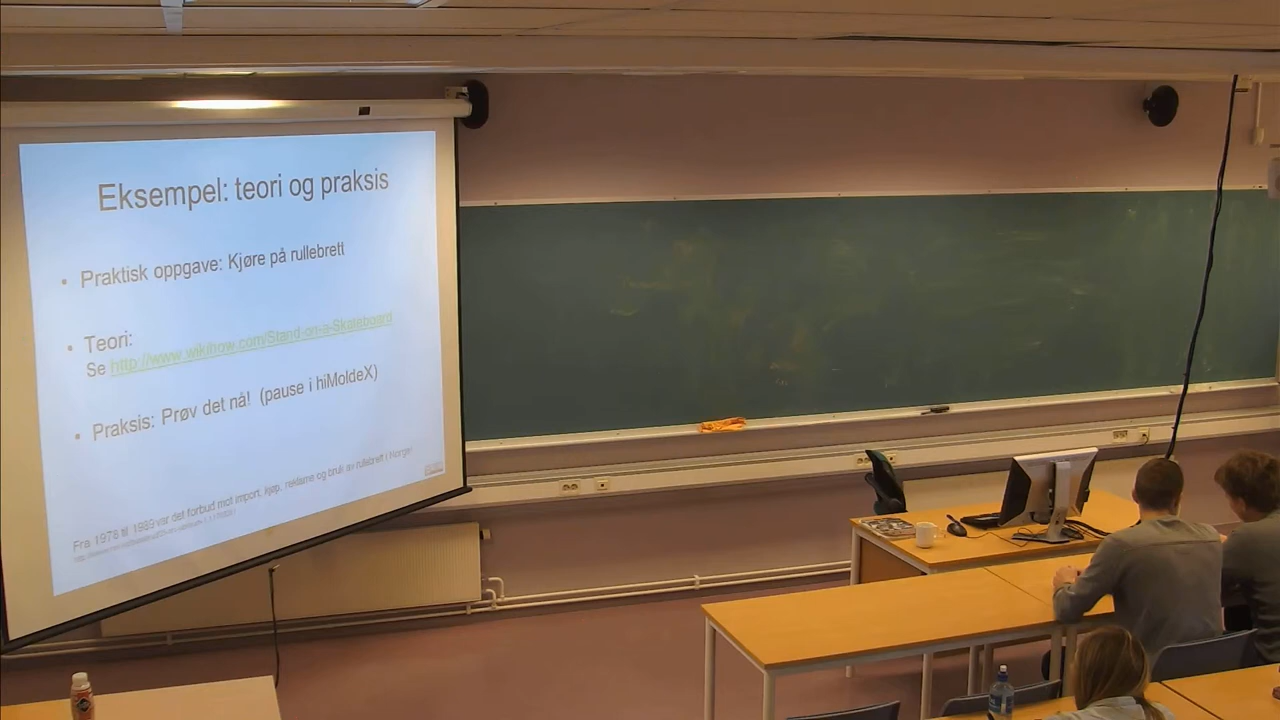 Eksempel: teori og praksis
• Praktisk oppgave: Kjøre på rullebrett
• Teori:
Se http://www.wikihow.com/Stand-on-a-Skateboard
• Praksis: Prøv det nå! (pause i hiMoldeX)
Fra 1978 til 1989 var det forbud mot import, kjøp, reklame og bruk av rullebrett i Norge!